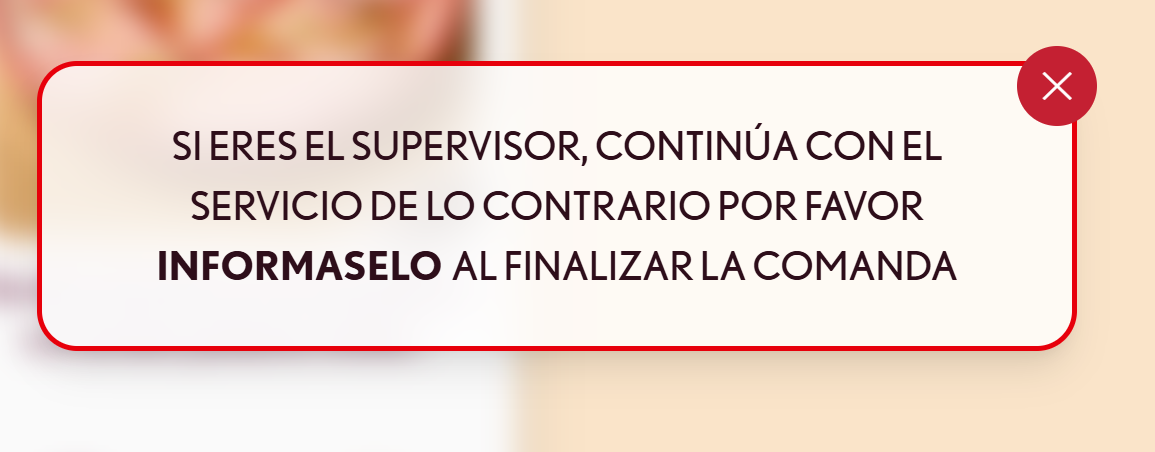 SI ERES EL SUPERVISOR, CONTINÚA CON EL
SERVICIO DE LO CONTRARIO POR FAVOR
INFORMASELO AL FINALIZAR LA COMANDA